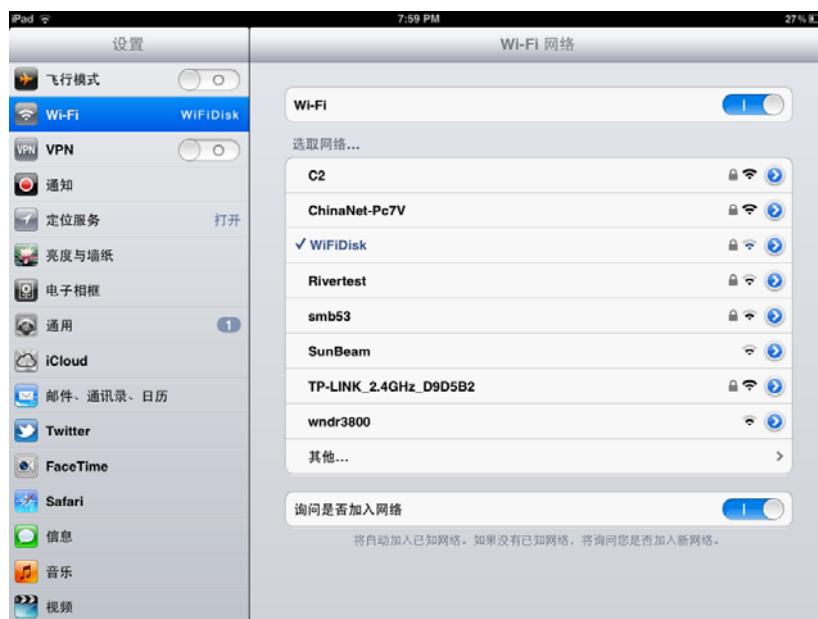 iPad 7:59 PM 27%
设置
Wi-Fi 网络
飞行模式
Wi-Fi WiFiDisk
VPN VPN
通知
定位服务 打开
亮度与墙纸
电子相框
通用 1
iCloud
邮件、通讯录、日历
Twitter
FaceTime
Safari
信息
音乐
视频
Wi-Fi
选取网络...
C2
ChinaNet-Pc7V
WiFiDisk
Rivertest
smb53
SunBeam
TP-LINK_2.4GHz_D9D5B2
wndr3800
其他...
询问是否加入网络
将自动加入已知网络。如果没有已知网络，将询问您是否加入新网络。